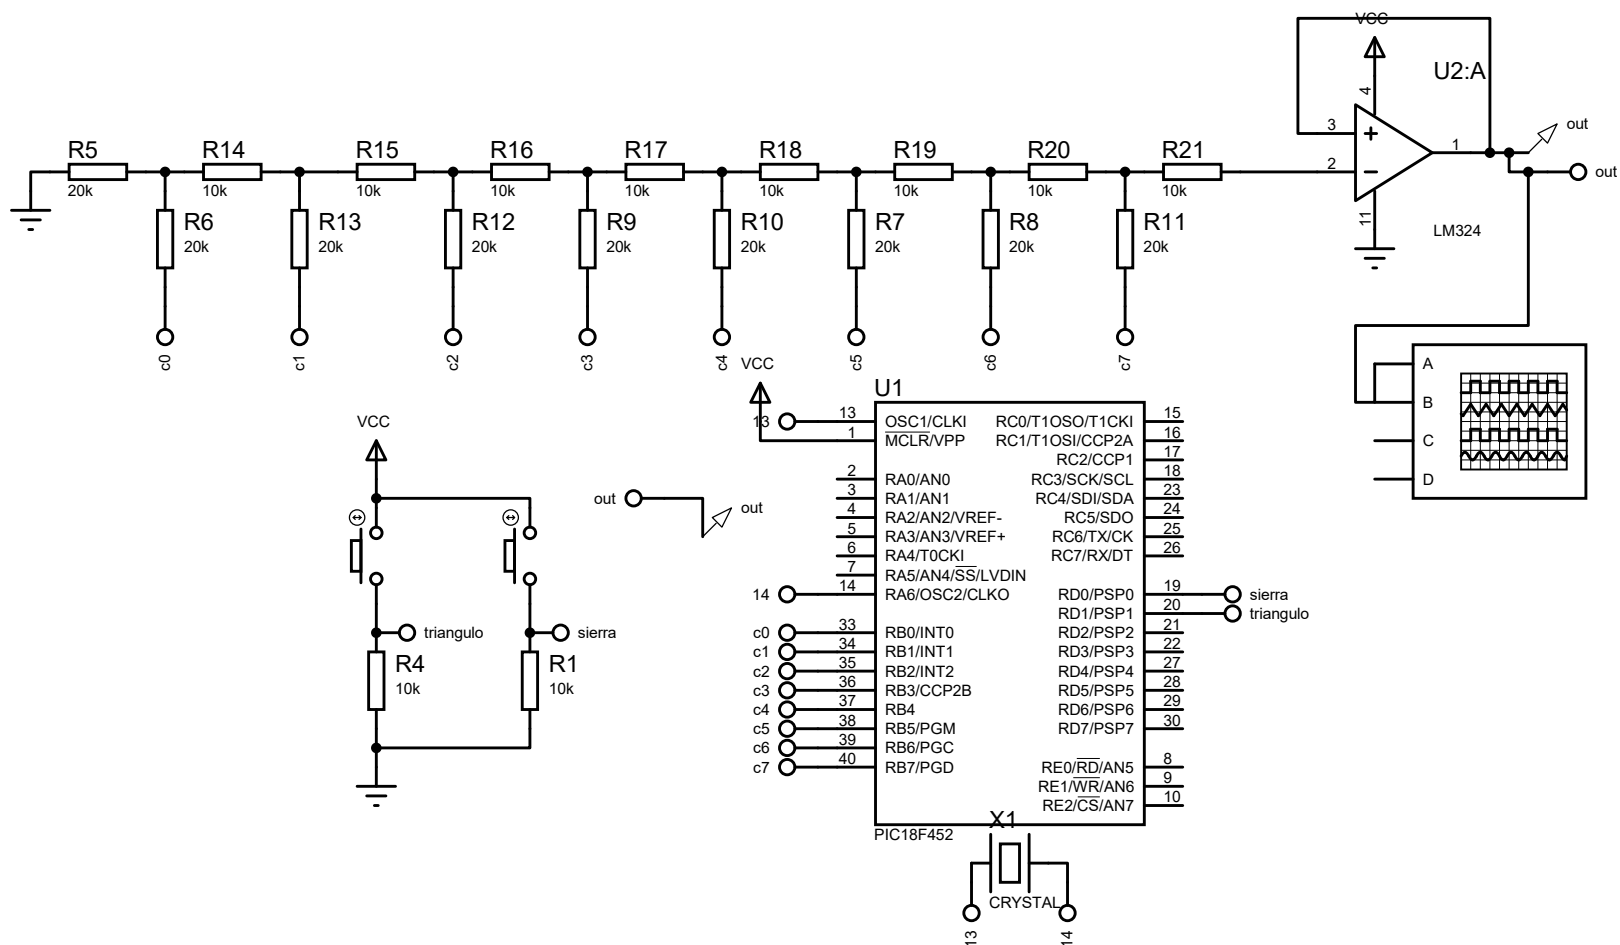 VCC
U2:A
4
3
+
1
out
2
−
out
11
LM324
R5 R14 R15 R16 R17 R18 R19 R20 R21
20k 10k 10k 10k 10k 10k 10k 10k 10k
R6 R13 R12 R9 R10 R7 R8 R11
20k 20k 20k 20k 20k 20k 20k 20k
c0 c1 c2 c3 c4 c5 c6 c7
A
B
C
D
VCC
U1
13 13 OSC1/CLKI RC0/T1OSO/T1CKI 15
1 MCLR/VPP RC1/T1OSI/CCP2A 16
RC2/CCP1 17
2 RA0/AN0 RC3/SCK/SCL 18
3 RA1/AN1 RC4/SDI/SDA 23
4 RA2/AN2/VREF- RC5/SDO 24
5 RA3/AN3/VREF+ RC6/TX/CK 25
6 RA4/T0CKI RC7/RX/DT 26
7 RA5/AN4/SS/LVDIN
14 14 RA6/OSC2/CLKO RD0/PSP0 19 sierra
RD1/PSP1 20 triangulo
c0 33 RB0/INT0 RD2/PSP2 21
c1 34 RB1/INT1 RD3/PSP3 22
c2 35 RB2/INT2 RD4/PSP4 27
c3 36 RB3/CCP2B RD5/PSP5 28
c4 37 RB4 RD6/PSP6 29
c5 38 RB5/PGM RD7/PSP7 30
c6 39 RB6/PGC
c7 40 RB7/PGD RE0/RD/AN5 8
RE1/WR/AN6 9
RE2/CS/AN7 10
PIC18F452
VCC
out
out
triangulo
sierra
R4
10k
R1
10k
X1
CRYSTAL
13
14